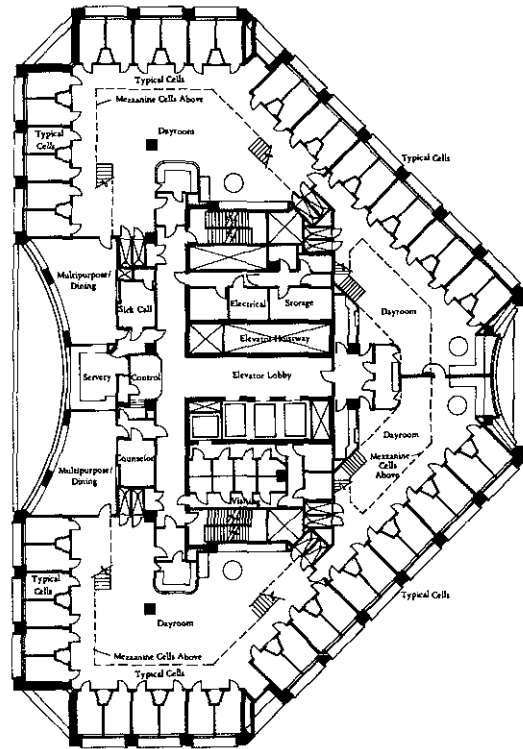 Typical Cells
Mezzanine Cells Above
Dayroom
Typical
Cells
Typical Cells
Multipurpose/
Dining
Sick Call
Electrical
Storage
Dayroom
Elevator Hoistway
Servery
Control
Elevator Lobby
Dayroom
Mezzanine
Cells
Above
Counselor
Multipurpose/
Dining
Visiting
Typical
Cells
Typical Cells
Dayroom
Mezzanine Cells Above
Typical Cells